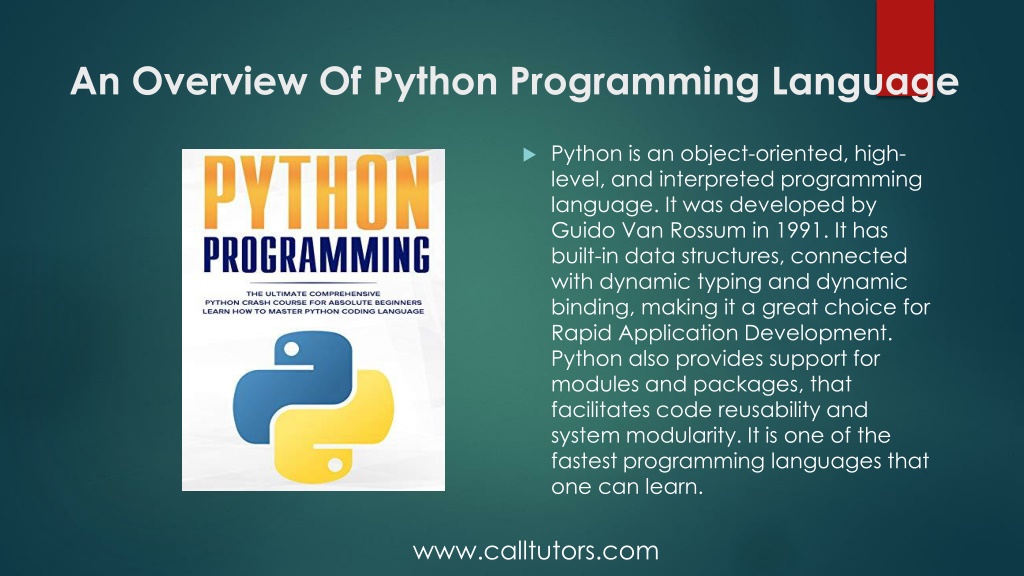 An Overview Of Python Programming Language
PYTHON
PROGRAMMING
THE ULTIMATE COMPREHENSIVE
PYTHON CRASH COURSE FOR ABSOLUTE BEGINNERS
LEARN HOW TO MASTER PYTHON CODING LANGUAGE
Python is an object-oriented, high-
level, and interpreted programming
language. It was developed by
Guido Van Rossum in 1991. It has
built-in data structures, connected
with dynamic typing and dynamic
binding, making it a great choice for
Rapid Application Development.
Python also provides support for
modules and packages, that
facilitates code reusability and
system modularity. It is one of the
fastest programming languages that
one can learn.
www.calltutors.com